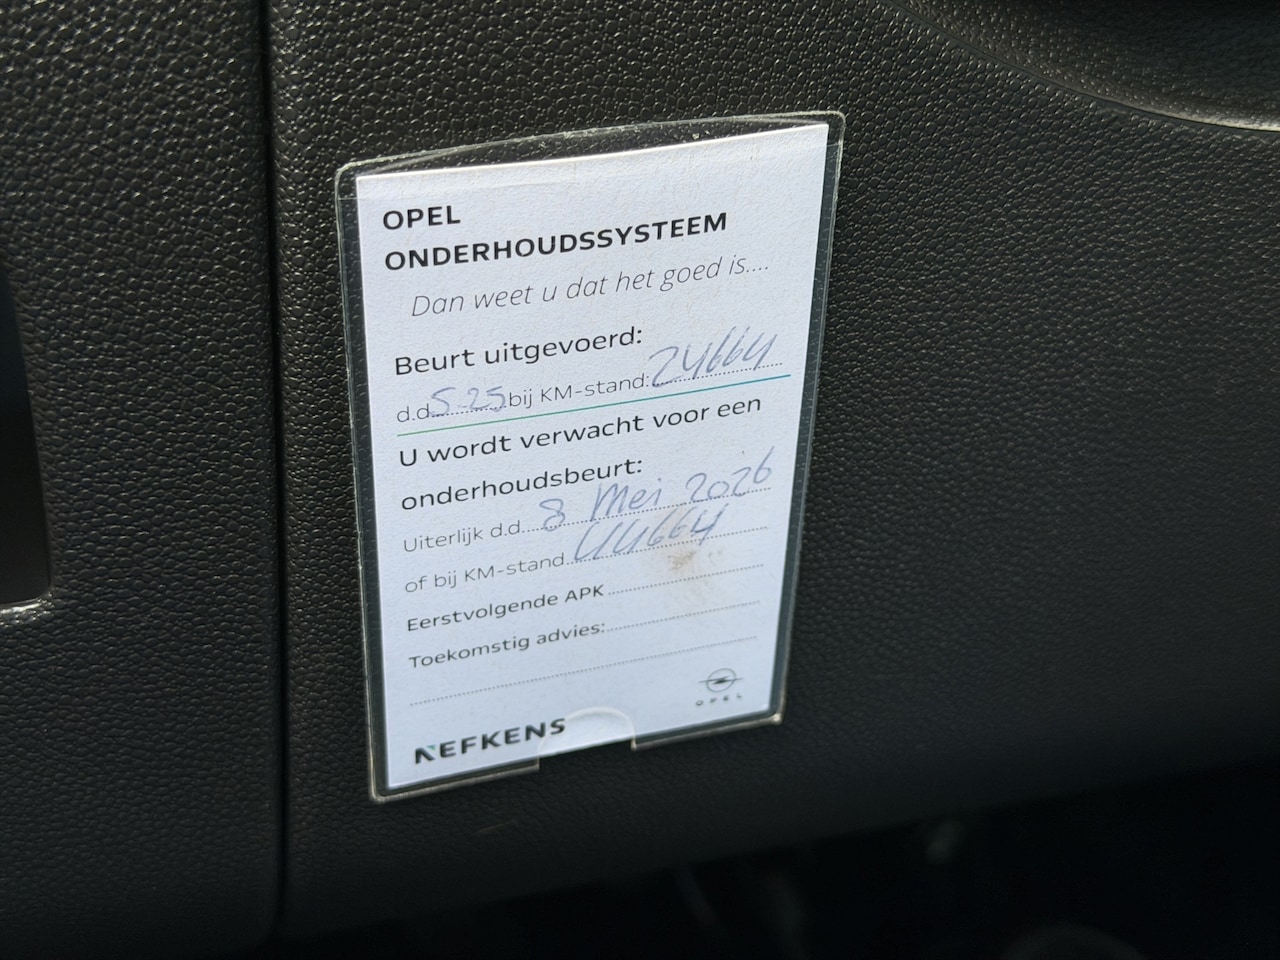 OPEL
ONDERHOUDSSYSTEEM
Dan weet u dat het goed is....
Beurt uitgevoerd:
d.d. 5-25 bij KM-stand: 24664
U wordt verwacht voor een
onderhoudsbeurt:
Uiterlijk d.d. 8 Mei 2026
of bij KM-stand 44664
Eerstvolgende APK
Toekomstig advies:
OPEL
NEFKENS